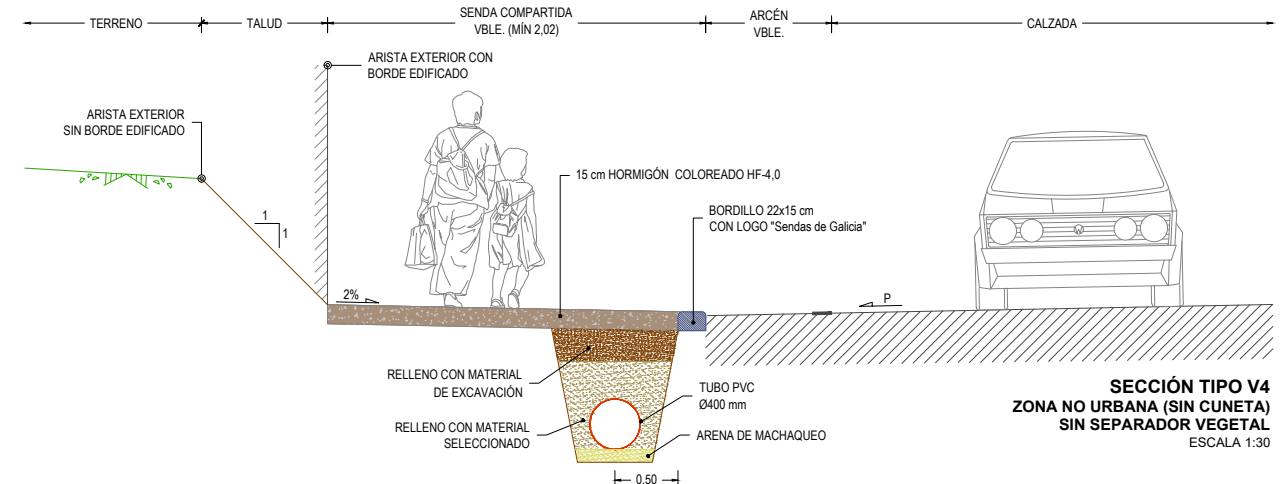 TERRENO
TALUD
SENDA COMPARTIDA
VBLE. (MÍN 2,02)
ARCÉN
VBLE.
CALZADA
ARISTA EXTERIOR CON
BORDE EDIFICADO
ARISTA EXTERIOR
SIN BORDE EDIFICADO
15 cm HORMIGÓN COLOREADO HF-4,0
BORDILLO 22x15 cm
CON LOGO "Sendas de Galicia"
1
1
2%
P
RELLENO CON MATERIAL
DE EXCAVACIÓN
TUBO PVC
Ø400 mm
RELLENO CON MATERIAL
SELECCIONADO
ARENA DE MACHAQUEO
0.50
SECCIÓN TIPO V4
ZONA NO URBANA (SIN CUNETA)
SIN SEPARADOR VEGETAL
ESCALA 1:30